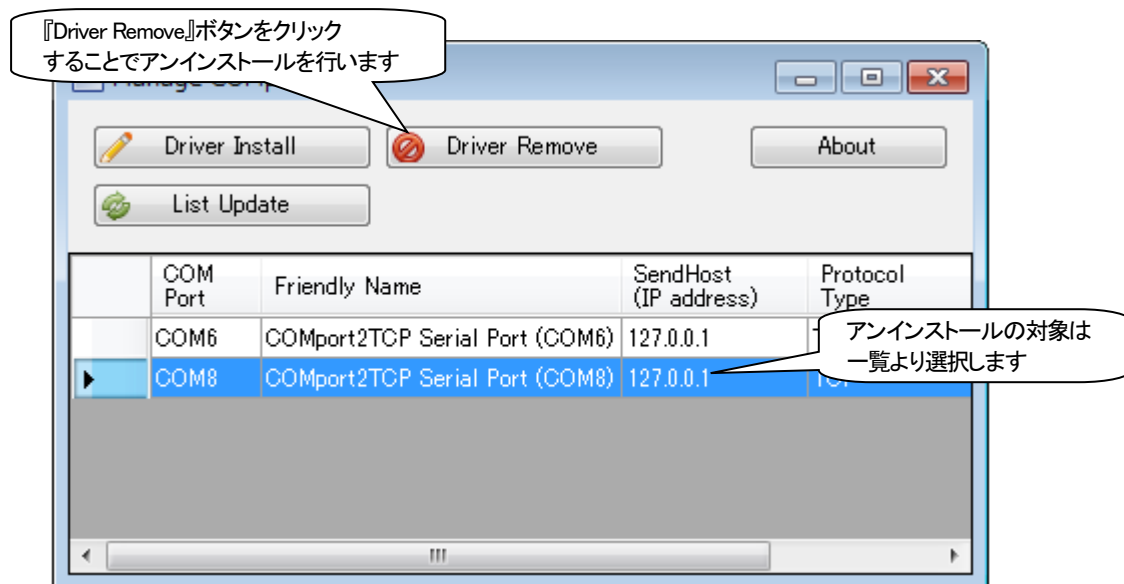 『Driver Remove』ボタンをクリック
することでアンインストールを行います
Driver Install
Driver Remove
About
List Update
COM
Port
Friendly Name
SendHost
(IP address)
Protocol
Type
COM6
COMport2TCP Serial Port (COM6)
127.0.0.1
アンインストールの対象は
一覧より選択します
COM8
COMport2TCP Serial Port (COM8)
127.0.0.1